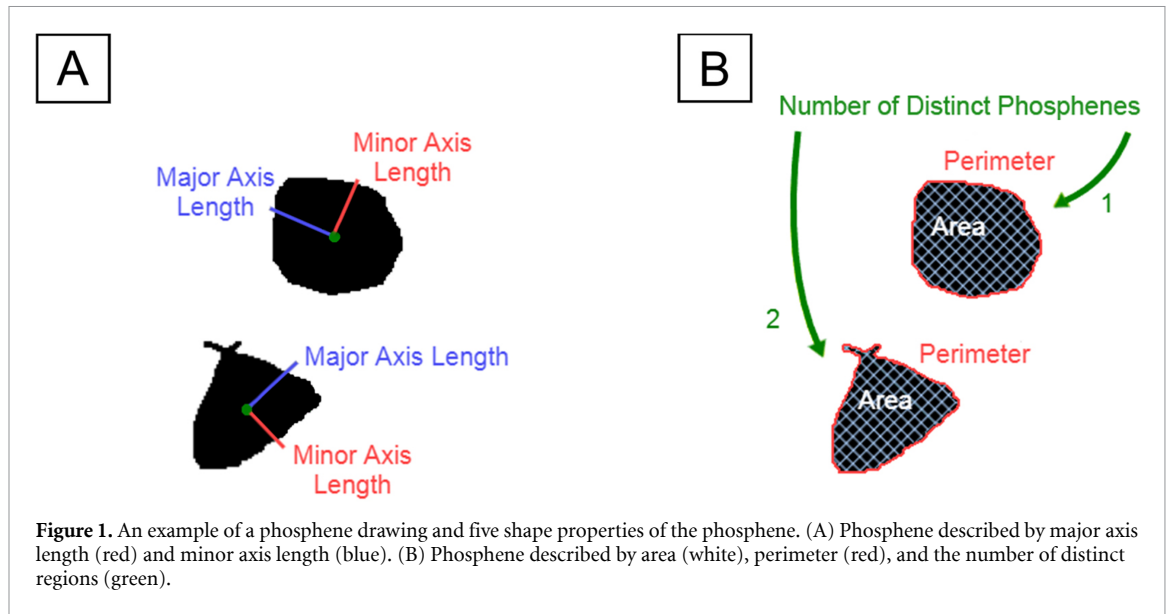 A
Minor Axis
Length
Major Axis
Length
Major Axis Length
Minor Axis
Length
B
Number of Distinct Phosphenes
Perimeter
1
Area
2
Perimeter
Area
Figure 1. An example of a phosphene drawing and five shape properties of the phosphene. (A) Phosphene described by major axis
length (red) and minor axis length (blue). (B) Phosphene described by area (white), perimeter (red), and the number of distinct
regions (green).